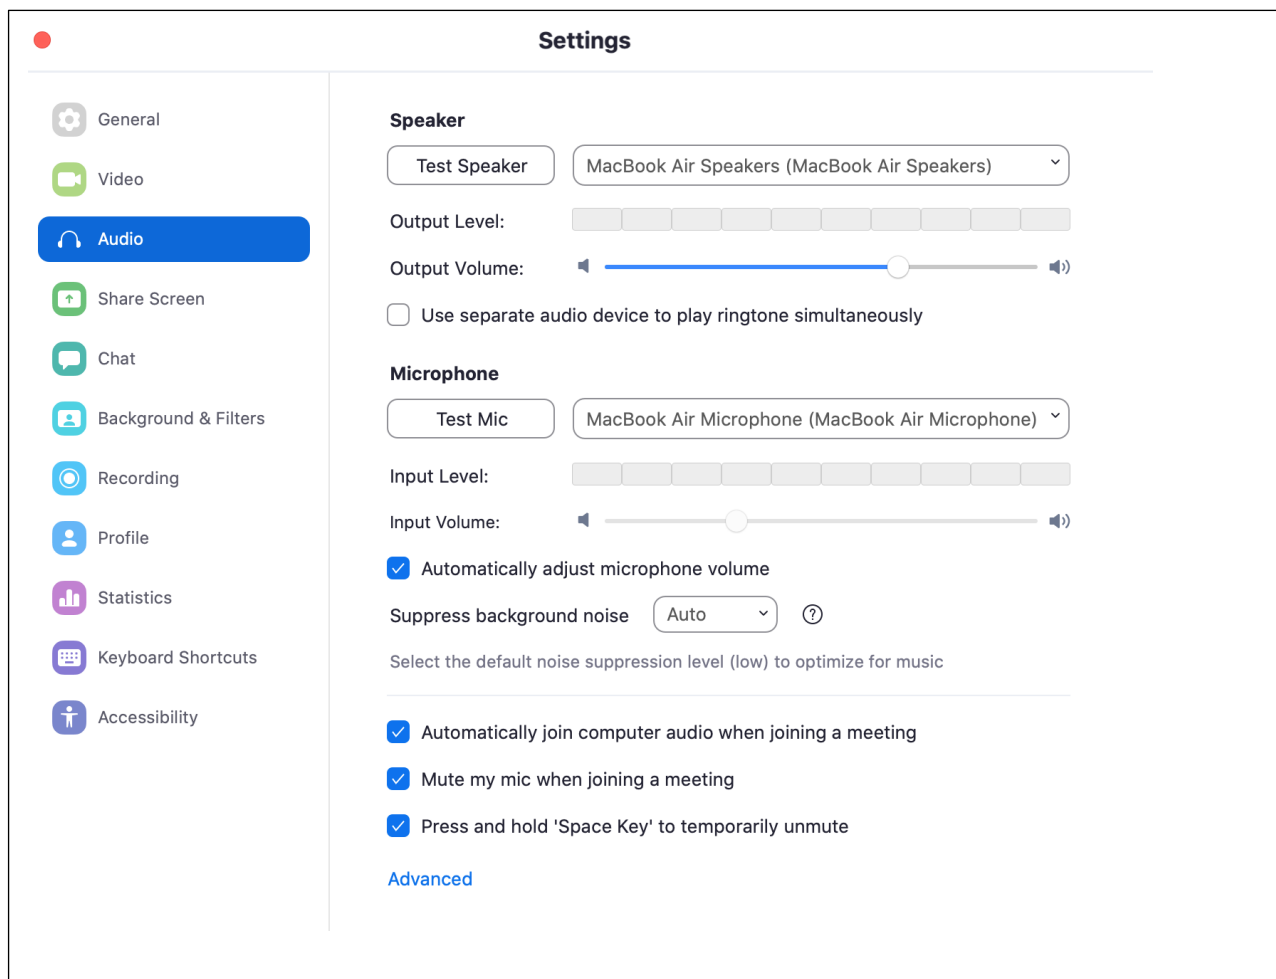 Settings
General
Video
Audio
Share Screen
Chat
Background & Filters
Recording
Profile
Statistics
Keyboard Shortcuts
Accessibility
Speaker
Test Speaker
MacBook Air Speakers (MacBook Air Speakers)
Output Level:
Output Volume:
Use separate audio device to play ringtone simultaneously
Microphone
Test Mic
MacBook Air Microphone (MacBook Air Microphone)
Input Level:
Input Volume:
Automatically adjust microphone volume
Suppress background noise
Auto
?
Select the default noise suppression level (low) to optimize for music
Automatically join computer audio when joining a meeting
Mute my mic when joining a meeting
Press and hold 'Space Key' to temporarily unmute
Advanced